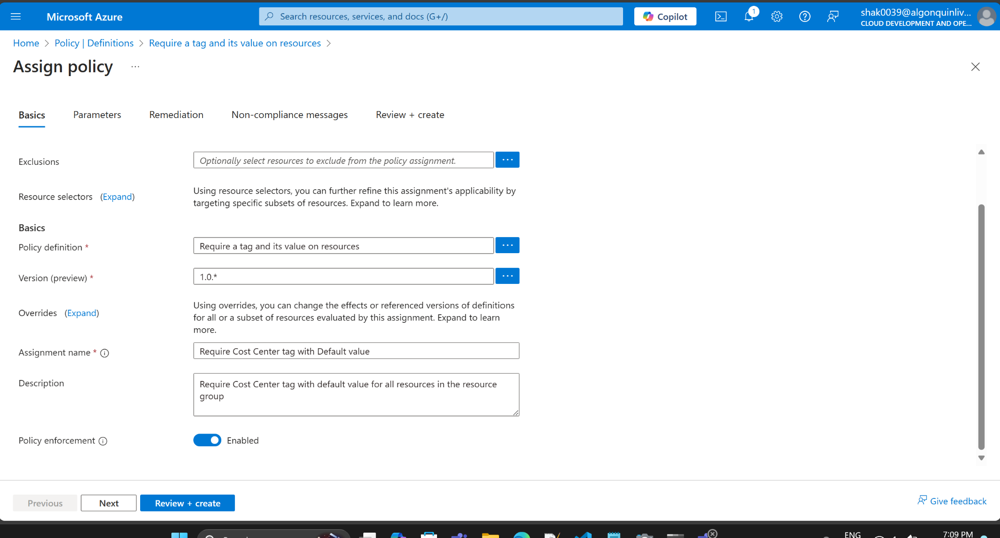 Microsoft Azure
Search resources, services, and docs (G+/)
Copilot
1
shak0039@algonquinliv...
CLOUD DEVELOPMENT AND OPE...
Home > Policy | Definitions > Require a tag and its value on resources >
Assign policy ...
Basics
Parameters
Remediation
Non-compliance messages
Review + create
Exclusions
Optionally select resources to exclude from the policy assignment.
Resource selectors (Expand)
Using resource selectors, you can further refine this assignment's applicability by
targeting specific subsets of resources. Expand to learn more.
Basics
Policy definition *
Require a tag and its value on resources
Version (preview) *
1.0.*
Overrides (Expand)
Using overrides, you can change the effects or referenced versions of definitions
for all or a subset of resources evaluated by this assignment. Expand to learn
more.
Assignment name *
Require Cost Center tag with Default value
Description
Require Cost Center tag with default value for all resources in the resource
group
Policy enforcement
Enabled
Previous
Next
Review + create
Give feedback
ENG
7:09 PM